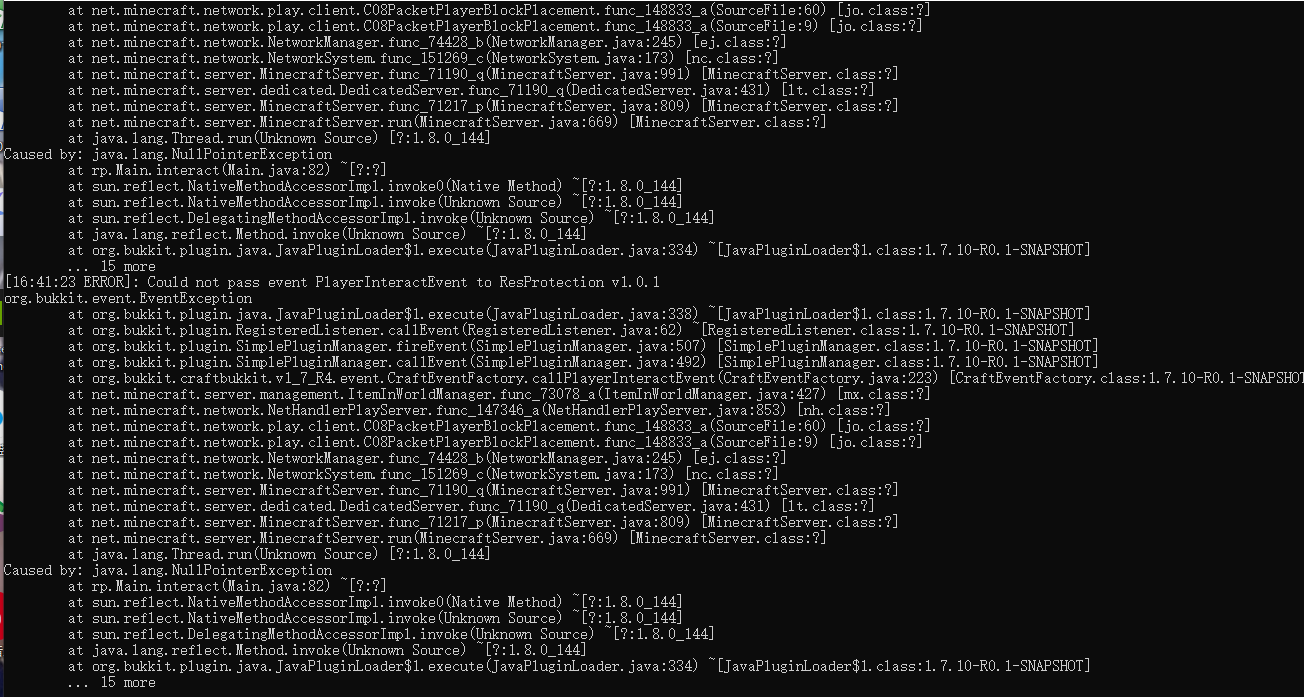 at net.minecraft.network.play.client.C08PacketPlayerBlockPlacement.func_148833_a(SourceFile:60) [jo.class:?]
at net.minecraft.network.play.client.C08PacketPlayerBlockPlacement.func_148833_a(SourceFile:9) [jo.class:?]
at net.minecraft.network.NetworkManager.func_74428_b(NetworkManager.java:245) [ej.class:?]
at net.minecraft.network.NetworkSystem.func_151269_c(NetworkSystem.java:173) [nc.class:?]
at net.minecraft.server.MinecraftServer.func_71190_q(MinecraftServer.java:991) [MinecraftServer.class:?]
at net.minecraft.server.dedicated.DedicatedServer.func_71190_q(DedicatedServer.java:431) [lt.class:?]
at net.minecraft.server.MinecraftServer.func_71217_p(MinecraftServer.java:809) [MinecraftServer.class:?]
at net.minecraft.server.MinecraftServer.run(MinecraftServer.java:669) [MinecraftServer.class:?]
at java.lang.Thread.run(Unknown Source) [?:1.8.0_144]
Caused by: java.lang.NullPointerException
at rp.Main.interact(Main.java:82) ~[?:?]
at sun.reflect.NativeMethodAccessorImpl.invoke0(Native Method) ~[?:1.8.0_144]
at sun.reflect.NativeMethodAccessorImpl.invoke(Unknown Source) ~[?:1.8.0_144]
at sun.reflect.DelegatingMethodAccessorImpl.invoke(Unknown Source) ~[?:1.8.0_144]
at java.lang.reflect.Method.invoke(Unknown Source) ~[?:1.8.0_144]
at org.bukkit.plugin.java.JavaPluginLoader$1.execute(JavaPluginLoader.java:334) ~[JavaPluginLoader$1.class:1.7.10-R0.1-SNAPSHOT]
... 15 more
[16:41:23 ERROR]: Could not pass event PlayerInteractEvent to ResProtection v1.0.1
org.bukkit.event.EventException
at org.bukkit.plugin.java.JavaPluginLoader$1.execute(JavaPluginLoader.java:338) ~[JavaPluginLoader$1.class:1.7.10-R0.1-SNAPSHOT]
at org.bukkit.plugin.RegisteredListener.callEvent(RegisteredListener.java:62) ~[RegisteredListener.class:1.7.10-R0.1-SNAPSHOT]
at org.bukkit.plugin.SimplePluginManager.fireEvent(SimplePluginManager.java:507) [SimplePluginManager.class:1.7.10-R0.1-SNAPSHOT]
at org.bukkit.plugin.SimplePluginManager.callEvent(SimplePluginManager.java:492) [SimplePluginManager.class:1.7.10-R0.1-SNAPSHOT]
at org.bukkit.craftbukkit.v1_7_R4.event.CraftEventFactory.callPlayerInteractEvent(CraftEventFactory.java:223) [CraftEventFactory.class:1.7.10-R0.1-SNAPSHOT
at net.minecraft.server.management.ItemInWorldManager.func_73078_a(ItemInWorldManager.java:427) [mx.class:?]
at net.minecraft.network.NetHandlerPlayServer.func_147346_a(NetHandlerPlayServer.java:853) [nh.class:?]
at net.minecraft.network.play.client.C08PacketPlayerBlockPlacement.func_148833_a(SourceFile:60) [jo.class:?]
at net.minecraft.network.play.client.C08PacketPlayerBlockPlacement.func_148833_a(SourceFile:9) [jo.class:?]
at net.minecraft.network.NetworkManager.func_74428_b(NetworkManager.java:245) [ej.class:?]
at net.minecraft.network.NetworkSystem.func_151269_c(NetworkSystem.java:173) [nc.class:?]
at net.minecraft.server.MinecraftServer.func_71190_q(MinecraftServer.java:991) [MinecraftServer.class:?]
at net.minecraft.server.dedicated.DedicatedServer.func_71190_q(DedicatedServer.java:431) [lt.class:?]
at net.minecraft.server.MinecraftServer.func_71217_p(MinecraftServer.java:809) [MinecraftServer.class:?]
at net.minecraft.server.MinecraftServer.run(MinecraftServer.java:669) [MinecraftServer.class:?]
at java.lang.Thread.run(Unknown Source) [?:1.8.0_144]
Caused by: java.lang.NullPointerException
at rp.Main.interact(Main.java:82) ~[?:?]
at sun.reflect.NativeMethodAccessorImpl.invoke0(Native Method) ~[?:1.8.0_144]
at sun.reflect.NativeMethodAccessorImpl.invoke(Unknown Source) ~[?:1.8.0_144]
at sun.reflect.DelegatingMethodAccessorImpl.invoke(Unknown Source) ~[?:1.8.0_144]
at java.lang.reflect.Method.invoke(Unknown Source) ~[?:1.8.0_144]
at org.bukkit.plugin.java.JavaPluginLoader$1.execute(JavaPluginLoader.java:334) ~[JavaPluginLoader$1.class:1.7.10-R0.1-SNAPSHOT]
... 15 more